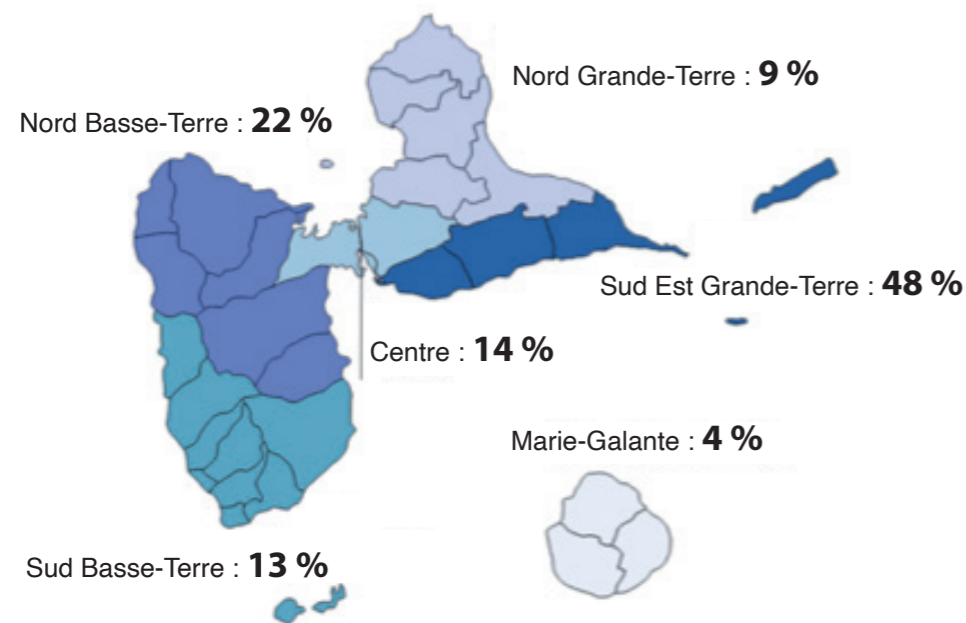 Nord Grande-Terre : 9 %
Nord Basse-Terre : 22 %
Sud Est Grande-Terre : 48 %
Centre : 14 %
Marie-Galante : 4 %
Sud Basse-Terre : 13 %